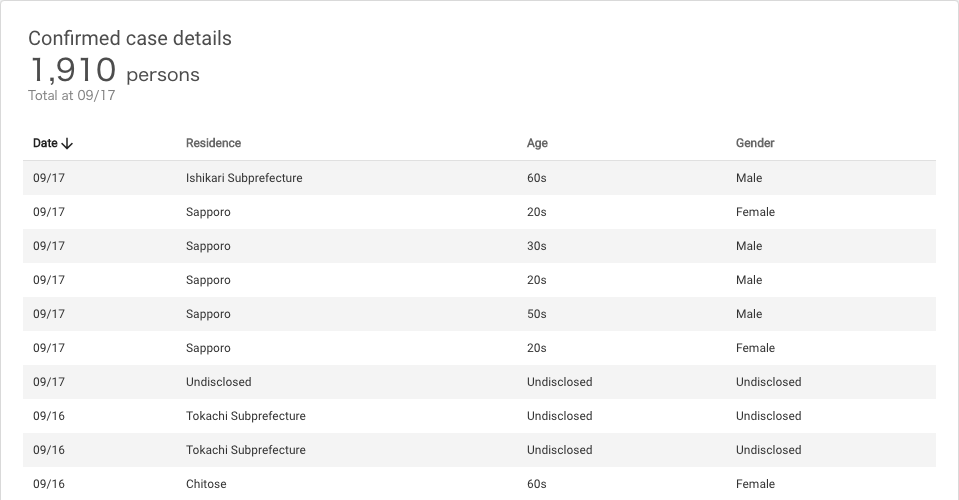 Confirmed case details
1,910 persons
Total at 09/17
Date Residence Age Gender
09/17 Ishikari Subprefecture 60s Male
09/17 Sapporo 20s Female
09/17 Sapporo 30s Male
09/17 Sapporo 20s Male
09/17 Sapporo 50s Male
09/17 Sapporo 20s Female
09/17 Undisclosed Undisclosed Undisclosed
09/16 Tokachi Subprefecture Undisclosed Undisclosed
09/16 Tokachi Subprefecture Undisclosed Undisclosed
09/16 Chitose 60s Female